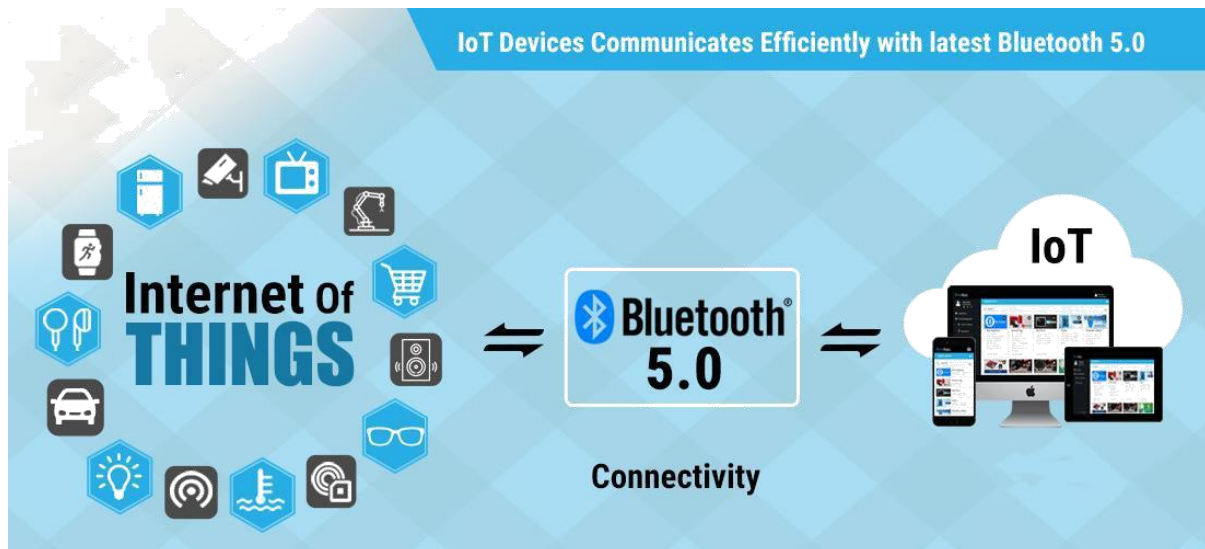 IoT Devices Communicates Efficiently with latest Bluetooth 5.0
Internet OF
THINGS
Bluetooth®
5.0
Connectivity
IoT